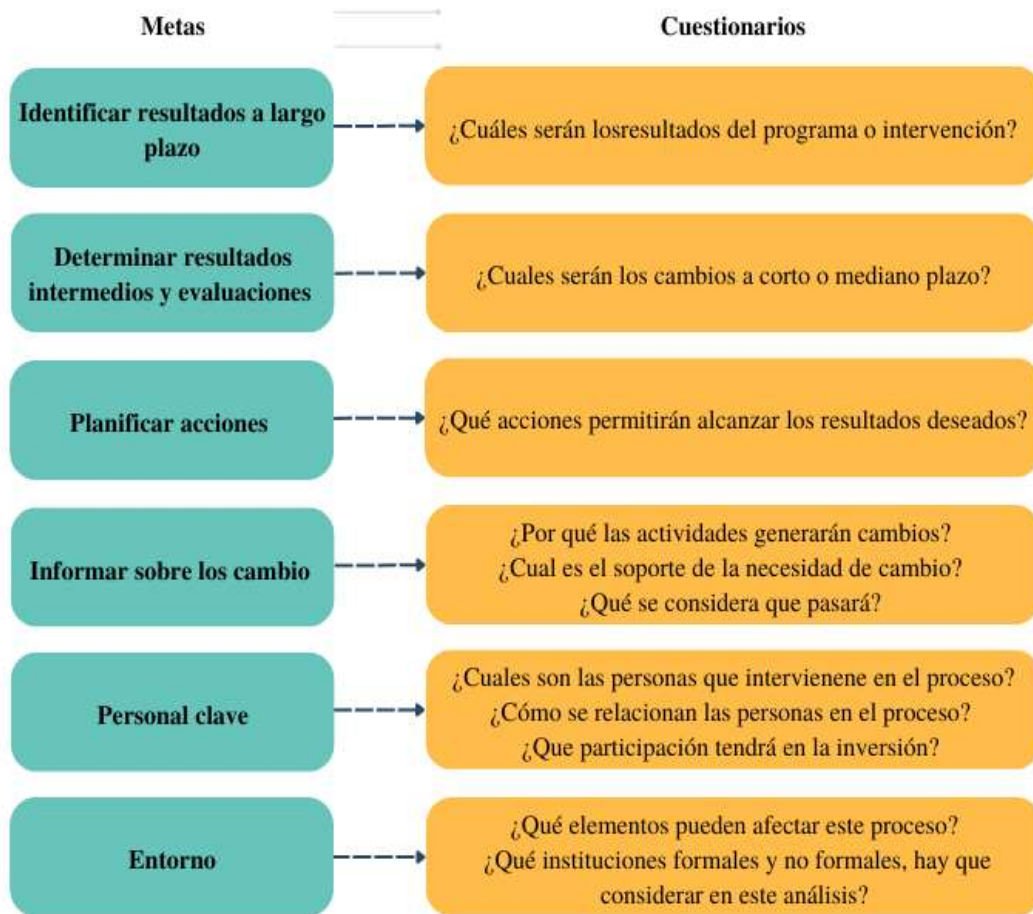 Metas
Cuestionarios
Identificar resultados a largo
plazo
¿Cuáles serán losresultados del programa o intervención?
Determinar resultados
intermedios y evaluaciones
¿Cuales serán los cambios a corto o mediano plazo?
Planificar acciones
¿Qué acciones permitirán alcanzar los resultados deseados?
Informar sobre los cambio
¿Por qué las actividades generarán cambios?
¿Cual es el soporte de la necesidad de cambio?
¿Qué se considera que pasará?
Personal clave
¿Cuales son las personas que intervienene en el proceso?
¿Cómo se relacionan las personas en el proceso?
¿Que participación tendrá en la inversión?
Entorno
¿Qué elementos pueden afectar este proceso?
¿Qué instituciones formales y no formales, hay que
considerar en este análisis?